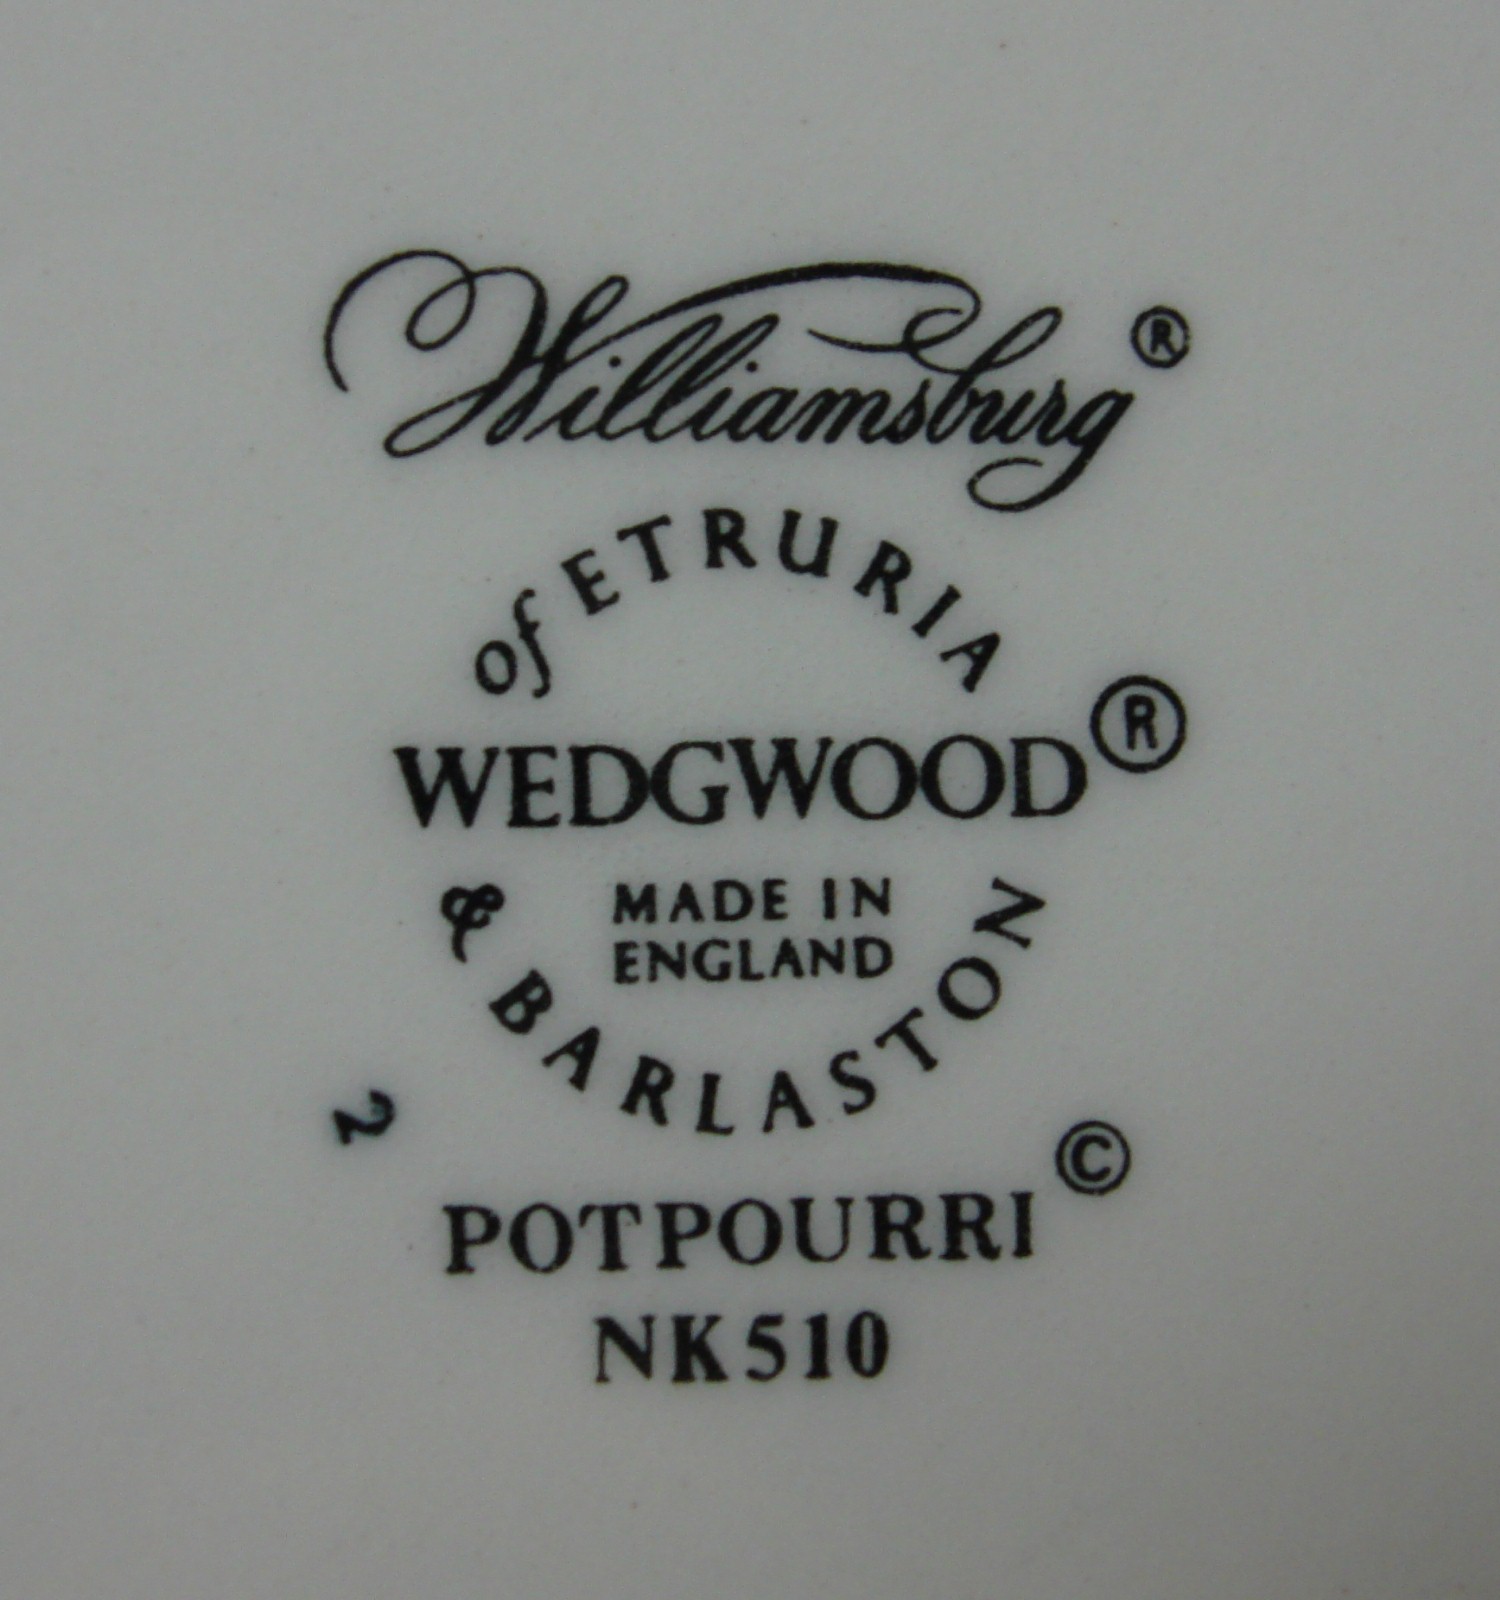 Williamsburg®
of ETRURIA
WEDGWOOD®
MADE IN
ENGLAND
& BARLASTON
2
POTPOURRI©
NK510